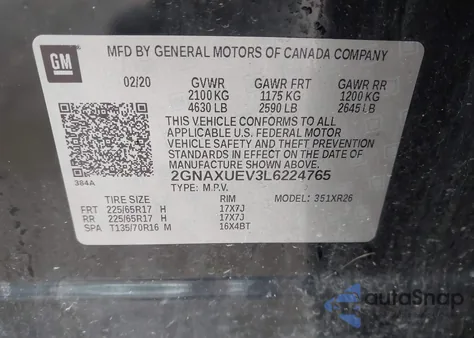 GM
MFD BY GENERAL MOTORS OF CANADA COMPANY
02/20 GVWR GAWR FRT GAWR RR
2100 KG 1175 KG 1200 KG
4630 LB 2590 LB 2645 LB
THIS VEHICLE CONFORMS TO ALL
APPLICABLE U.S. FEDERAL MOTOR
VEHICLE SAFETY AND THEFT
PREVENTION STANDARDS IN EFFECT ON THE
DATE OF MANUFACTURE SHOWN ABOVE.
384A
2GNAXUEV3L6224765
TYPE: M.P.V. MODEL: 351XR26
TIRE SIZE RIM
FRT 225/65R17 H 17X7J
RR 225/65R17 H 17X7J
SPA T135/70R16 M 16X4BT
autoSnap